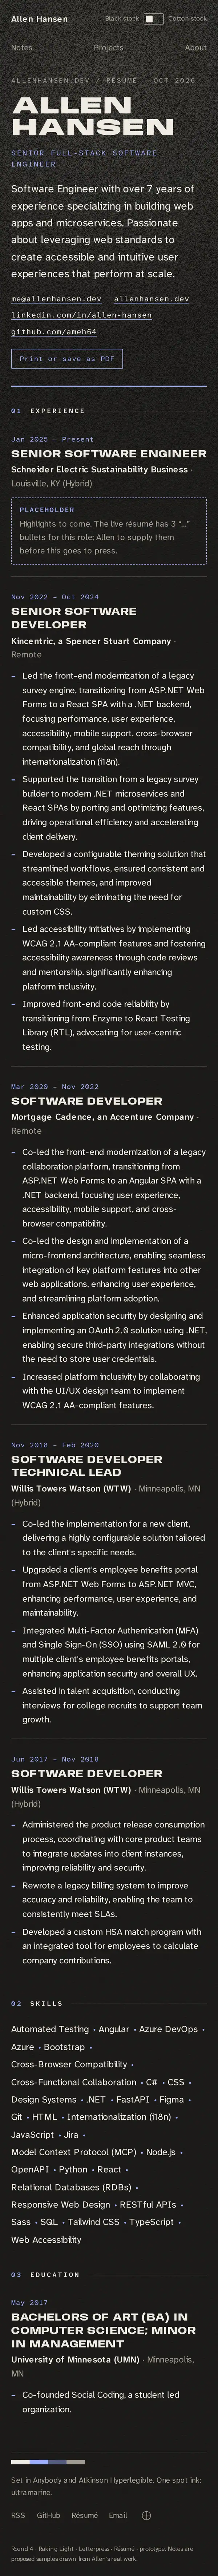 Allen Hansen
Black stock
Cotton stock
Notes
Projects
About
ALLENHANSEN.DEV / RÉSUMÉ · OCT 2026
ALLEN
HANSEN
SENIOR FULL-STACK SOFTWARE
ENGINEER
Software Engineer with over 7 years of
experience specializing in building web
apps and microservices. Passionate
about leveraging web standards to
create accessible and intuitive user
experiences that perform at scale.
me@allenhansen.dev allenhansen.dev
linkedin.com/in/allen-hansen
github.com/ameh64
Print or save as PDF
01 EXPERIENCE
Jan 2025 – Present
SENIOR SOFTWARE ENGINEER
Schneider Electric Sustainability Business ·
Louisville, KY (Hybrid)
PLACEHOLDER
Highlights to come. The live résumé has 3 “…”
bullets for this role; Allen to supply them
before this goes to press.
Nov 2022 – Oct 2024
SENIOR SOFTWARE
DEVELOPER
Kincentric, a Spencer Stuart Company ·
Remote
– Led the front-end modernization of a legacy
survey engine, transitioning from ASP.NET Web
Forms to a React SPA with a .NET backend,
focusing performance, user experience,
accessibility, mobile support, cross-browser
compatibility, and global reach through
internationalization (i18n).
– Supported the transition from a legacy survey
builder to modern .NET microservices and
React SPAs by porting and optimizing features,
driving operational efficiency and accelerating
client delivery.
– Developed a configurable theming solution that
streamlined workflows, ensured consistent and
accessible themes, and improved
maintainability by eliminating the need for
custom CSS.
– Led accessibility initiatives by implementing
WCAG 2.1 AA-compliant features and fostering
accessibility awareness through code reviews
and mentorship, significantly enhancing
platform inclusivity.
– Improved front-end code reliability by
transitioning from Enzyme to React Testing
Library (RTL), advocating for user-centric
testing.
Mar 2020 – Nov 2022
SOFTWARE DEVELOPER
Mortgage Cadence, an Accenture Company ·
Remote
– Co-led the front-end modernization of a legacy
collaboration platform, transitioning from
ASP.NET Web Forms to an Angular SPA with a
.NET backend, focusing user experience,
accessibility, mobile support, and cross-
browser compatibility.
– Co-led the design and implementation of a
micro-frontend architecture, enabling seamless
integration of key platform features into other
web applications, enhancing user experience,
and streamlining platform adoption.
– Enhanced application security by designing and
implementing an OAuth 2.0 solution using .NET,
enabling secure third-party integrations without
the need to store user credentials.
– Increased platform inclusivity by collaborating
with the UI/UX design team to implement
WCAG 2.1 AA-compliant features.
Nov 2018 – Feb 2020
SOFTWARE DEVELOPER
TECHNICAL LEAD
Willis Towers Watson (WTW) · Minneapolis, MN
(Hybrid)
– Co-led the implementation for a new client,
delivering a highly configurable solution tailored
to the client's specific needs.
– Upgraded a client's employee benefits portal
from ASP.NET Web Forms to ASP.NET MVC,
enhancing performance, user experience, and
maintainability.
– Integrated Multi-Factor Authentication (MFA)
and Single Sign-On (SSO) using SAML 2.0 for
multiple client's employee benefits portals,
enhancing application security and overall UX.
– Assisted in talent acquisition, conducting
interviews for college recruits to support team
growth.
Jun 2017 – Nov 2018
SOFTWARE DEVELOPER
Willis Towers Watson (WTW) · Minneapolis, MN
(Hybrid)
– Administered the product release consumption
process, coordinating with core product teams
to integrate updates into client instances,
improving reliability and security.
– Rewrote a legacy billing system to improve
accuracy and reliability, enabling the team to
consistently meet SLAs.
– Developed a custom HSA match program with
an integrated tool for employees to calculate
company contributions.
02 SKILLS
Automated Testing • Angular • Azure DevOps •
Azure • Bootstrap •
Cross-Browser Compatibility •
Cross-Functional Collaboration • C# • CSS •
Design Systems • .NET • FastAPI • Figma •
Git • HTML • Internationalization (i18n) •
JavaScript • Jira •
Model Context Protocol (MCP) • Node.js •
OpenAPI • Python • React •
Relational Databases (RDBs) •
Responsive Web Design • RESTful APIs •
Sass • SQL • Tailwind CSS • TypeScript •
Web Accessibility
03 EDUCATION
May 2017
BACHELORS OF ART (BA) IN
COMPUTER SCIENCE; MINOR
IN MANAGEMENT
University of Minnesota (UMN) · Minneapolis,
MN
– Co-founded Social Coding, a student led
organization.
Set in Anybody and Atkinson Hyperlegible. One spot ink:
ultramarine.
RSS GitHub Résumé Email
Round 4 · Raking Light · Letterpress · Résumé · prototype. Notes are
proposed samples drawn from Allen's real work.